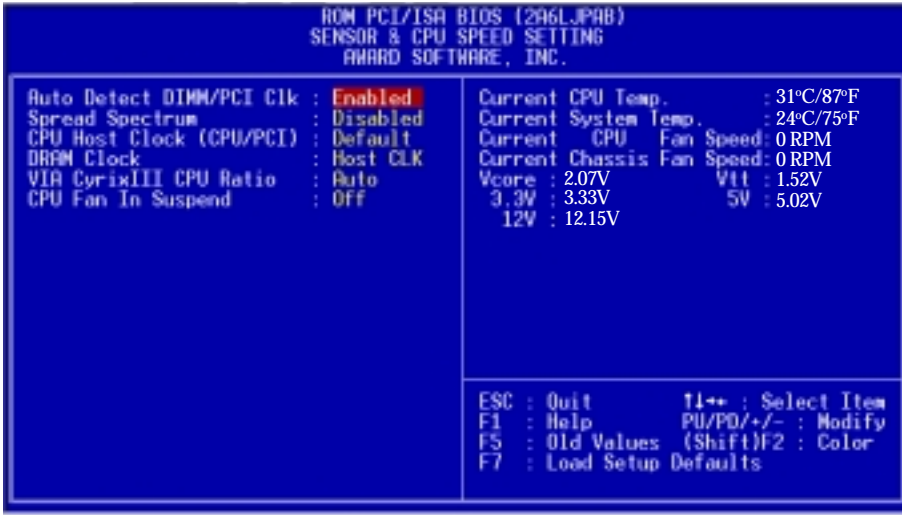 ROM PCI/ISA BIOS (2A6LJPAB)
SENSOR & CPU SPEED SETTING
AWARD SOFTWARE, INC.
Auto Detect DIMM/PCI Clk : Enabled
Spread Spectrum : Disabled
CPU Host Clock (CPU/PCI) : Default
DRAM Clock : Host CLK
VIA CyrixIII CPU Ratio : Auto
CPU Fan In Suspend : Off
Current CPU Temp. : 31°C/87°F
Current System Temp. : 24°C/75°F
Current CPU Fan Speed: 0 RPM
Current Chassis Fan Speed: 0 RPM
Vcore : 2.07V Vtt : 1.52V
3.3V : 3.33V 5V : 5.02V
12V : 12.15V
ESC : Quit ↑↓→← : Select Item
F1 : Help PU/PD/+/- : Modify
F5 : Old Values (Shift)F2 : Color
F7 : Load Setup Defaults